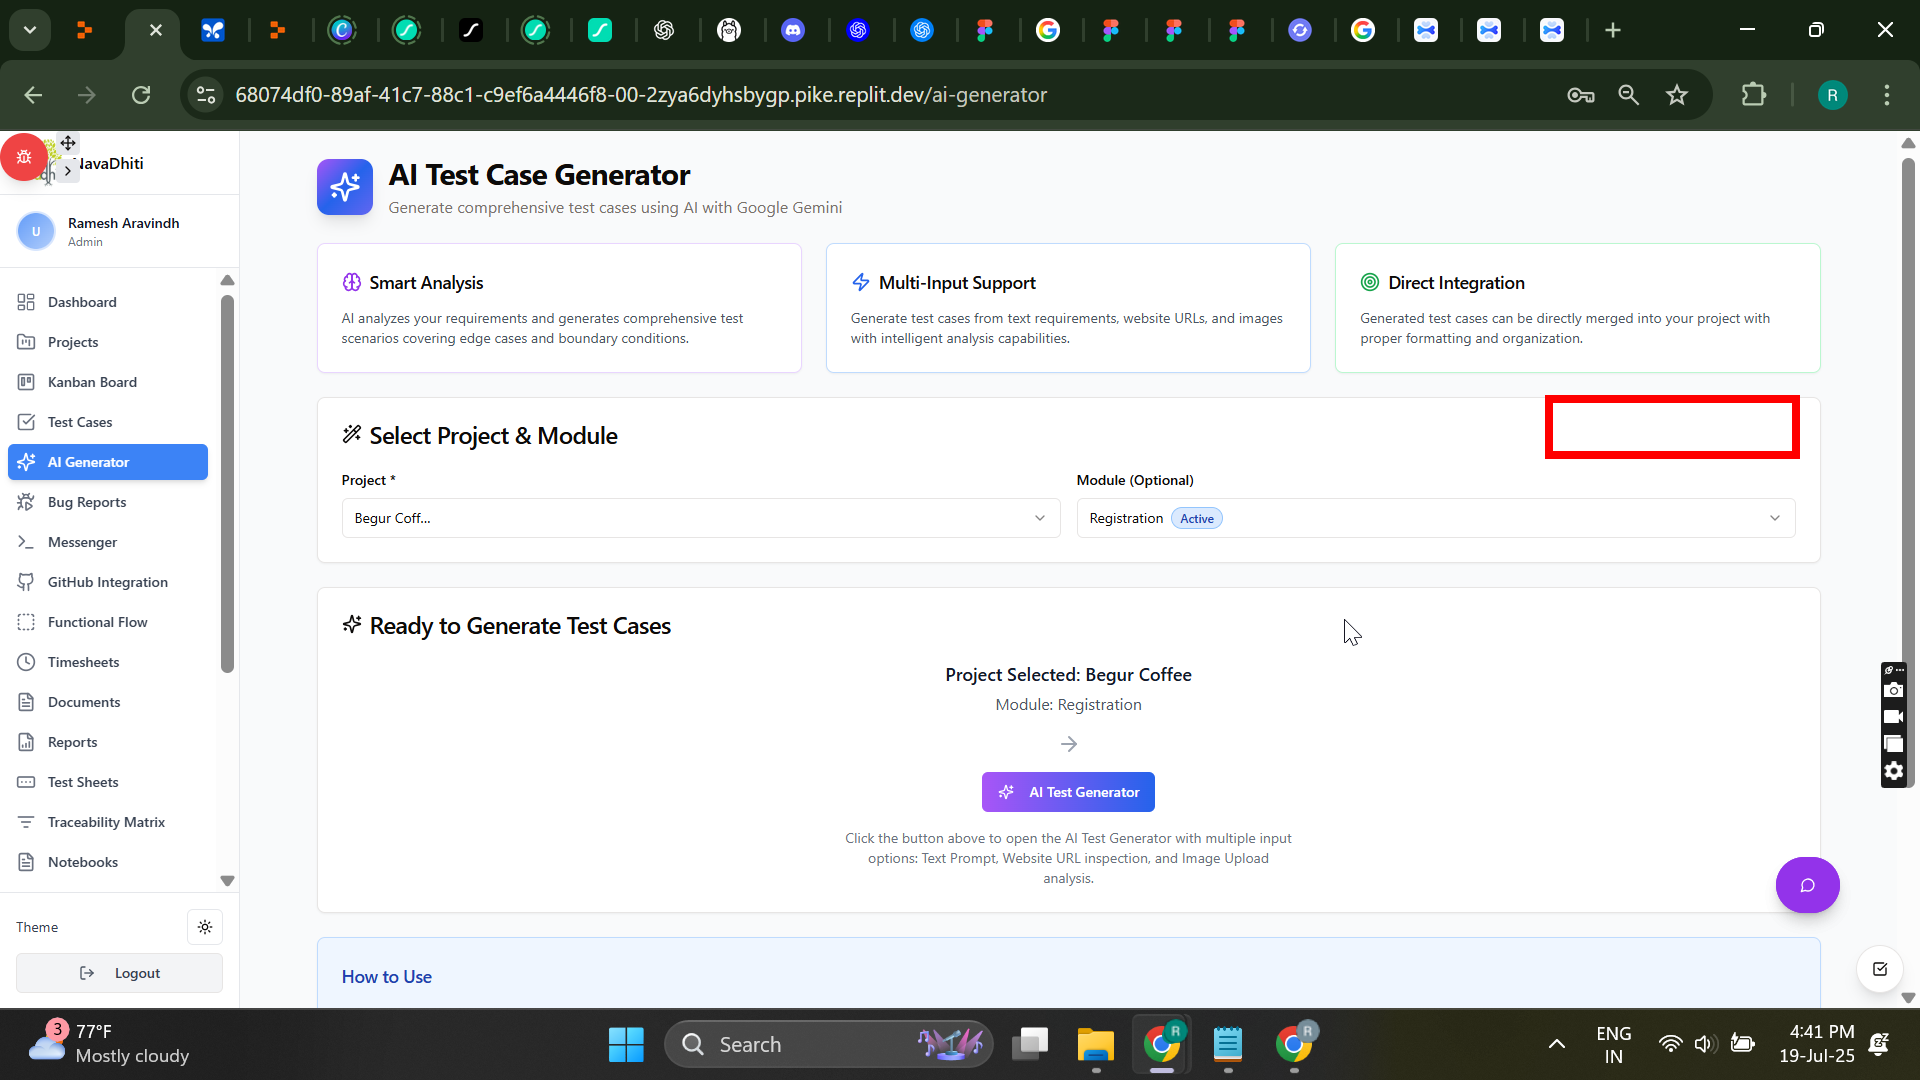 68074df0-89af-41c7-88c1-c9ef6a4446f8-00-2zya6dyhsbygp.pike.replit.dev/ai-generator
R
NavaDhiti
U
Ramesh Aravindh
Admin
Dashboard
Projects
Kanban Board
Test Cases
AI Generator
Bug Reports
Messenger
GitHub Integration
Functional Flow
Timesheets
Documents
Reports
Test Sheets
Traceability Matrix
Notebooks
Theme
Logout
AI Test Case Generator
Generate comprehensive test cases using AI with Google Gemini
Smart Analysis
AI analyzes your requirements and generates comprehensive test
scenarios covering edge cases and boundary conditions.
Multi-Input Support
Generate test cases from text requirements, website URLs, and images
with intelligent analysis capabilities.
Direct Integration
Generated test cases can be directly merged into your project with
proper formatting and organization.
Select Project & Module
Project *
Begur Coff...
Module (Optional)
Registration Active
Ready to Generate Test Cases
Project Selected: Begur Coffee
Module: Registration
AI Test Generator
Click the button above to open the AI Test Generator with multiple input
options: Text Prompt, Website URL inspection, and Image Upload
analysis.
How to Use
3
77°F
Mostly cloudy
Search
R
R
ENG
IN
4:41 PM
19-Jul-25